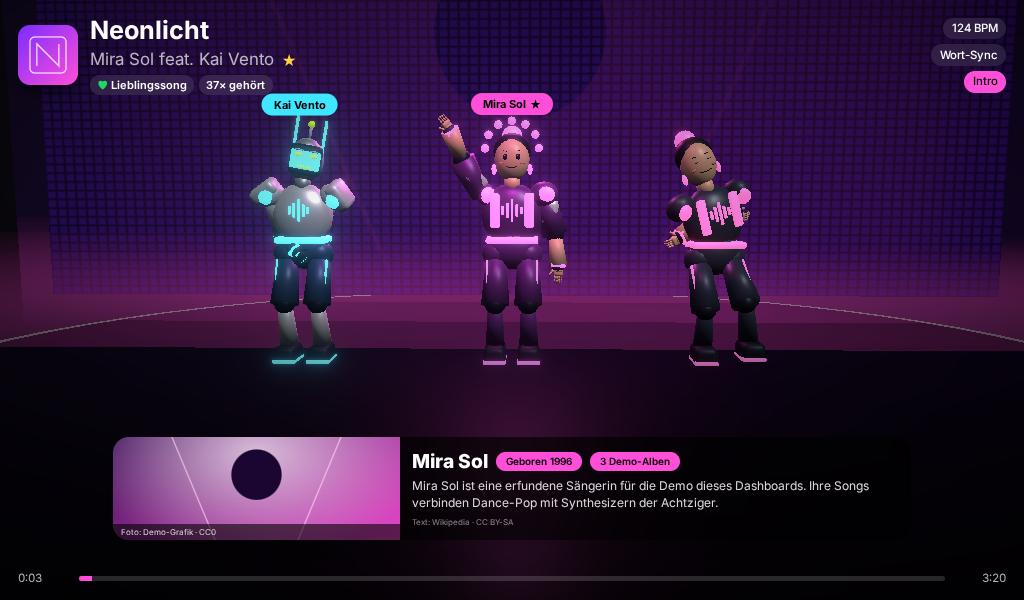 Neonlicht
Mira Sol feat. Kai Vento ★
Lieblingssong
37× gehört
124 BPM
Wort-Sync
Intro
Kai Vento
Mira Sol ★
Mira Sol
Geboren 1996
3 Demo-Alben
Mira Sol ist eine erfundene Sängerin für die Demo dieses Dashboards. Ihre Songs
verbinden Dance-Pop mit Synthesizern der Achtziger.
Text: Wikipedia · CC BY-SA
Foto: Demo-Grafik · CC0
0:03
3:20